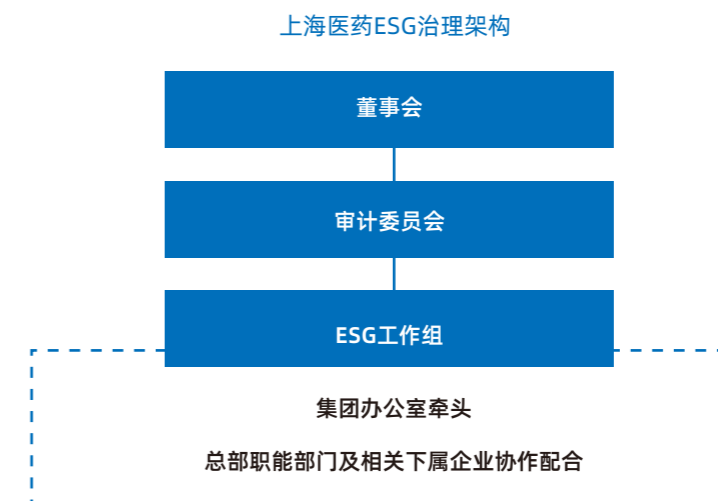 上海医药ESG治理架构
董事会
审计委员会
ESG工作组
集团办公室牵头
总部职能部门及相关下属企业协作配合